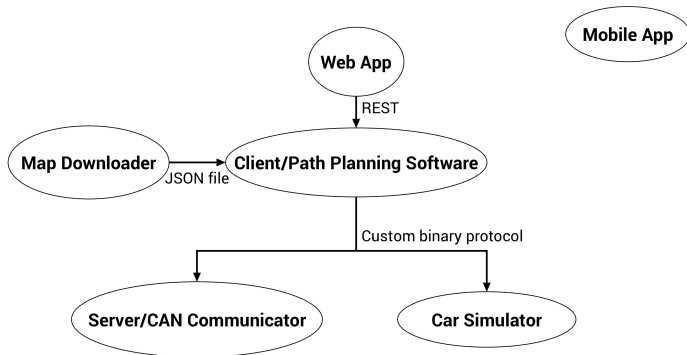 Mobile App
Web App
REST
Map Downloader
JSON file
Client/Path Planning Software
Custom binary protocol
Server/CAN Communicator
Car Simulator